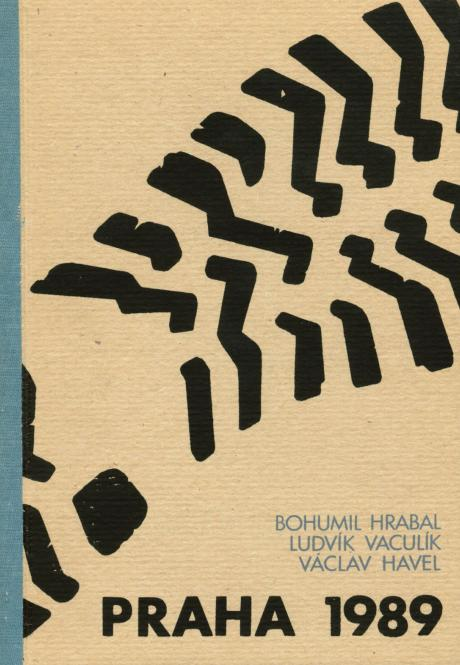 BOHUMIL HRABAL
LUDVÍK VACULÍK
VÁCLAV HAVEL
PRAHA 1989